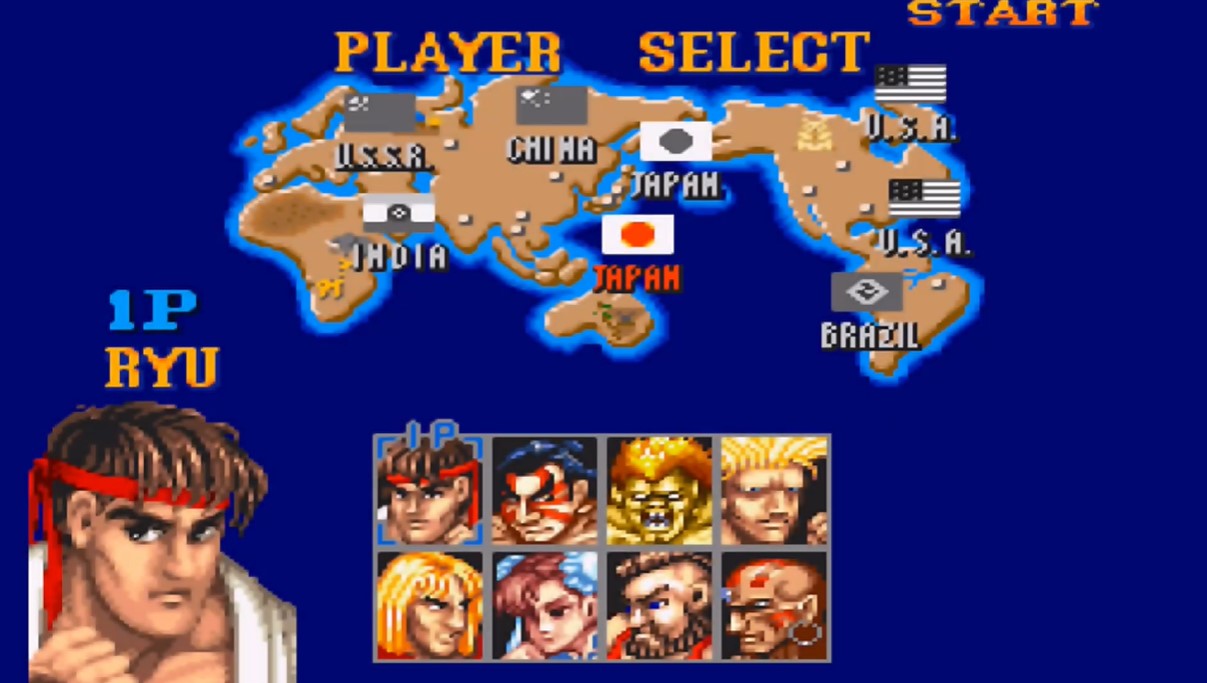 START
PLAYER SELECT
U.S.A.
U.S.S.R.
CHINA
JAPAN
U.S.A.
INDIA
JAPAN
BRAZIL
1P
RYU
1P